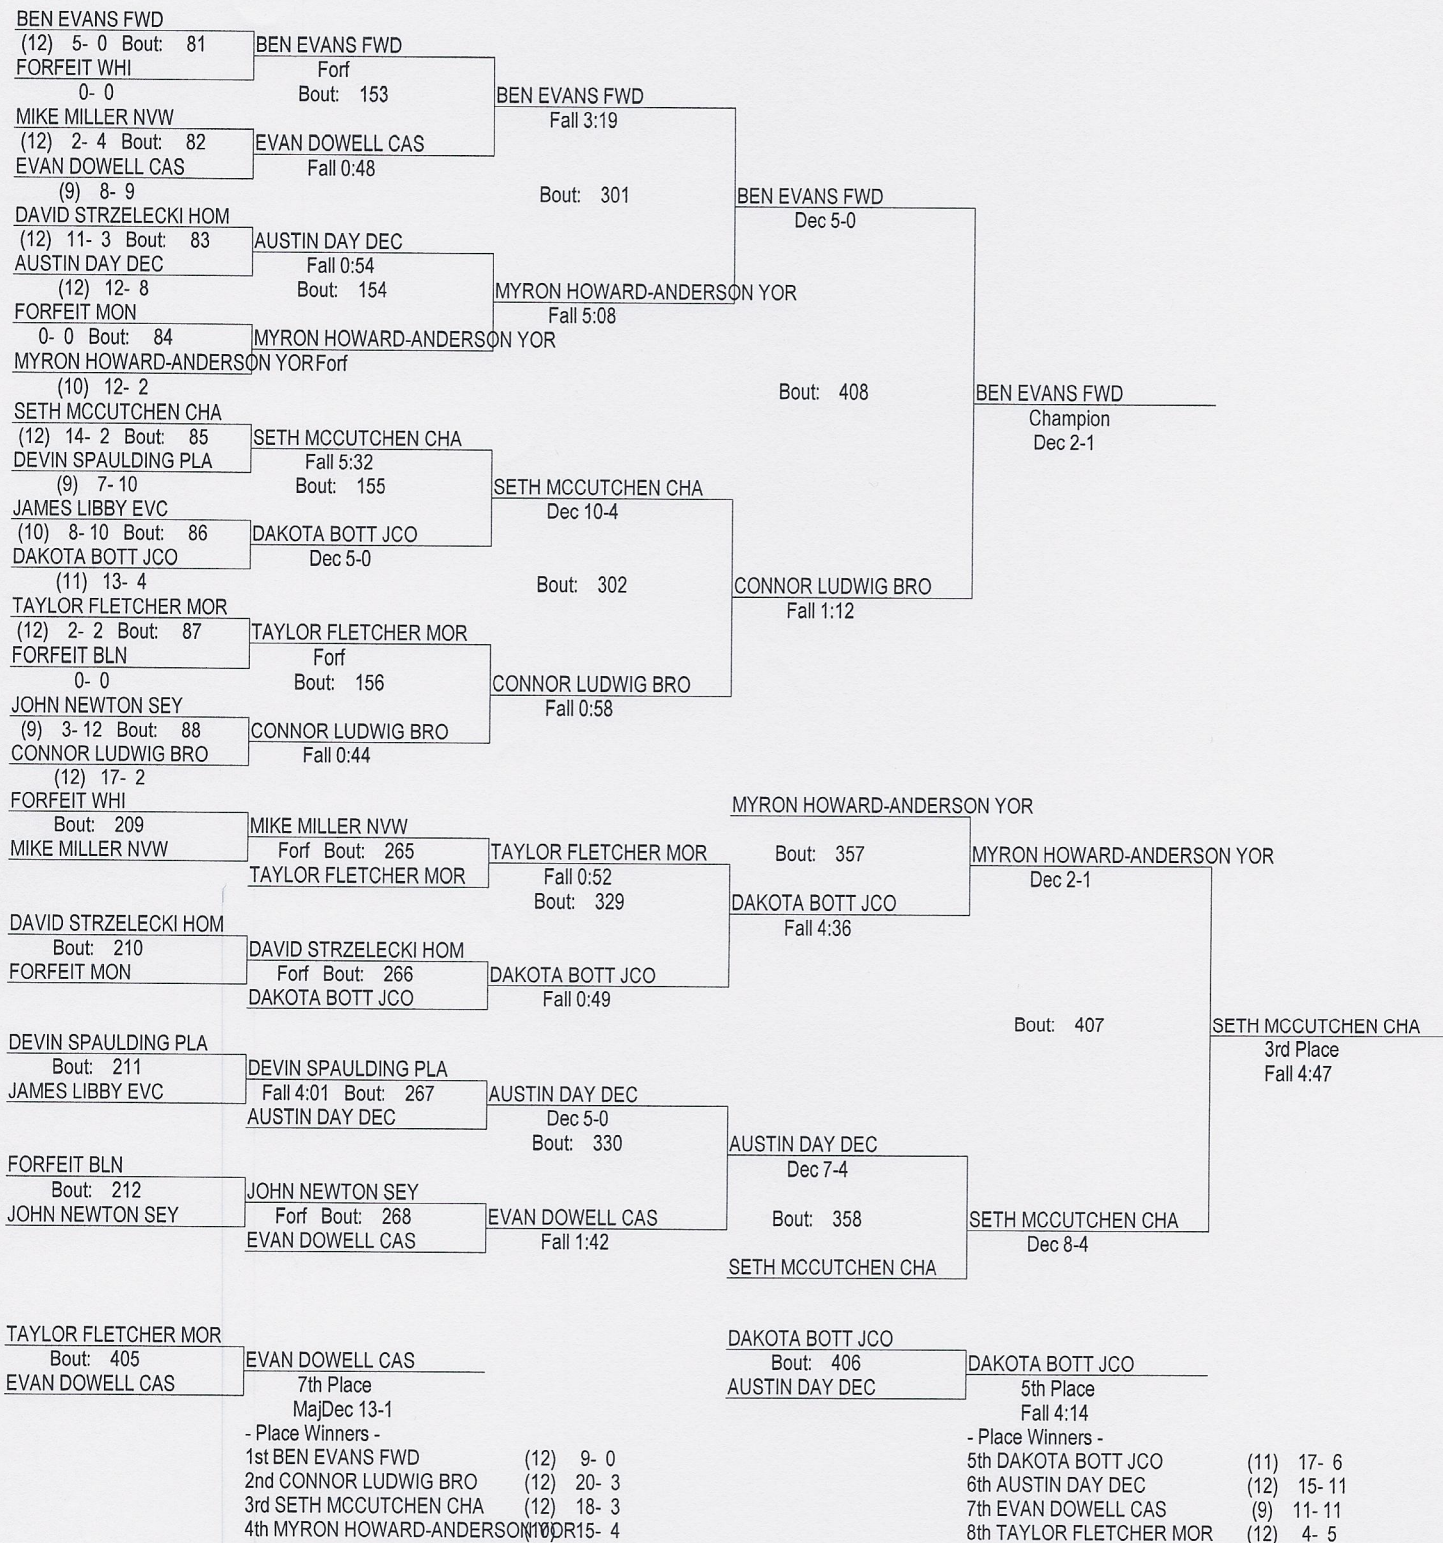 BEN EVANS FWD
(12) 5- 0 Bout: 81
FORFEIT WHI
0- 0
MIKE MILLER NVW
(12) 2- 4 Bout: 82
EVAN DOWELL CAS
(9) 8- 9
DAVID STRZELECKI HOM
(12) 11- 3 Bout: 83
AUSTIN DAY DEC
(12) 12- 8
FORFEIT MON
0- 0 Bout: 84
MYRON HOWARD-ANDERSON YOR
(10) 12- 2
SETH MCCUTCHEN CHA
(12) 14- 2 Bout: 85
DEVIN SPAULDING PLA
(9) 7- 10
JAMES LIBBY EVC
(10) 8- 10 Bout: 86
DAKOTA BOTT JCO
(11) 13- 4
TAYLOR FLETCHER MOR
(12) 2- 2 Bout: 87
FORFEIT BLN
0- 0
JOHN NEWTON SEY
(9) 3- 12 Bout: 88
CONNOR LUDWIG BRO
(12) 17- 2
BEN EVANS FWD
Forf
Bout: 153
EVAN DOWELL CAS
Fall 0:48
AUSTIN DAY DEC
Fall 0:54
Bout: 154
MYRON HOWARD-ANDERSON YOR
Forf
SETH MCCUTCHEN CHA
Fall 5:32
Bout: 155
DAKOTA BOTT JCO
Dec 5-0
TAYLOR FLETCHER MOR
Forf
Bout: 156
CONNOR LUDWIG BRO
Fall 0:44
BEN EVANS FWD
Fall 3:19
Bout: 301
MYRON HOWARD-ANDERSON YOR
Fall 5:08
SETH MCCUTCHEN CHA
Dec 10-4
Bout: 302
CONNOR LUDWIG BRO
Fall 0:58
BEN EVANS FWD
Dec 5-0
Bout: 408
CONNOR LUDWIG BRO
Fall 1:12
BEN EVANS FWD
Champion
Dec 2-1
FORFEIT WHI
Bout: 209
MIKE MILLER NVW
DAVID STRZELECKI HOM
Bout: 210
FORFEIT MON
DEVIN SPAULDING PLA
Bout: 211
JAMES LIBBY EVC
FORFEIT BLN
Bout: 212
JOHN NEWTON SEY
MIKE MILLER NVW
Forf Bout: 265
TAYLOR FLETCHER MOR
DAVID STRZELECKI HOM
Forf Bout: 266
DAKOTA BOTT JCO
DEVIN SPAULDING PLA
Fall 4:01 Bout: 267
AUSTIN DAY DEC
JOHN NEWTON SEY
Forf Bout: 268
EVAN DOWELL CAS
TAYLOR FLETCHER MOR
Fall 0:52
Bout: 329
DAKOTA BOTT JCO
Fall 0:49
AUSTIN DAY DEC
Dec 5-0
Bout: 330
EVAN DOWELL CAS
Fall 1:42
MYRON HOWARD-ANDERSON YOR
Bout: 357
DAKOTA BOTT JCO
Fall 4:36
AUSTIN DAY DEC
Dec 7-4
Bout: 358
SETH MCCUTCHEN CHA
MYRON HOWARD-ANDERSON YOR
Dec 2-1
Bout: 407
SETH MCCUTCHEN CHA
Dec 8-4
SETH MCCUTCHEN CHA
3rd Place
Fall 4:47
TAYLOR FLETCHER MOR
Bout: 405
EVAN DOWELL CAS
EVAN DOWELL CAS
7th Place
MajDec 13-1
DAKOTA BOTT JCO
Bout: 406
AUSTIN DAY DEC
DAKOTA BOTT JCO
5th Place
Fall 4:14
- Place Winners -
1st BEN EVANS FWD (12) 9- 0
2nd CONNOR LUDWIG BRO (12) 20- 3
3rd SETH MCCUTCHEN CHA (12) 18- 3
4th MYRON HOWARD-ANDERSON YOR (10) 15- 4
- Place Winners -
5th DAKOTA BOTT JCO (11) 17- 6
6th AUSTIN DAY DEC (12) 15- 11
7th EVAN DOWELL CAS (9) 11- 11
8th TAYLOR FLETCHER MOR (12) 4- 5